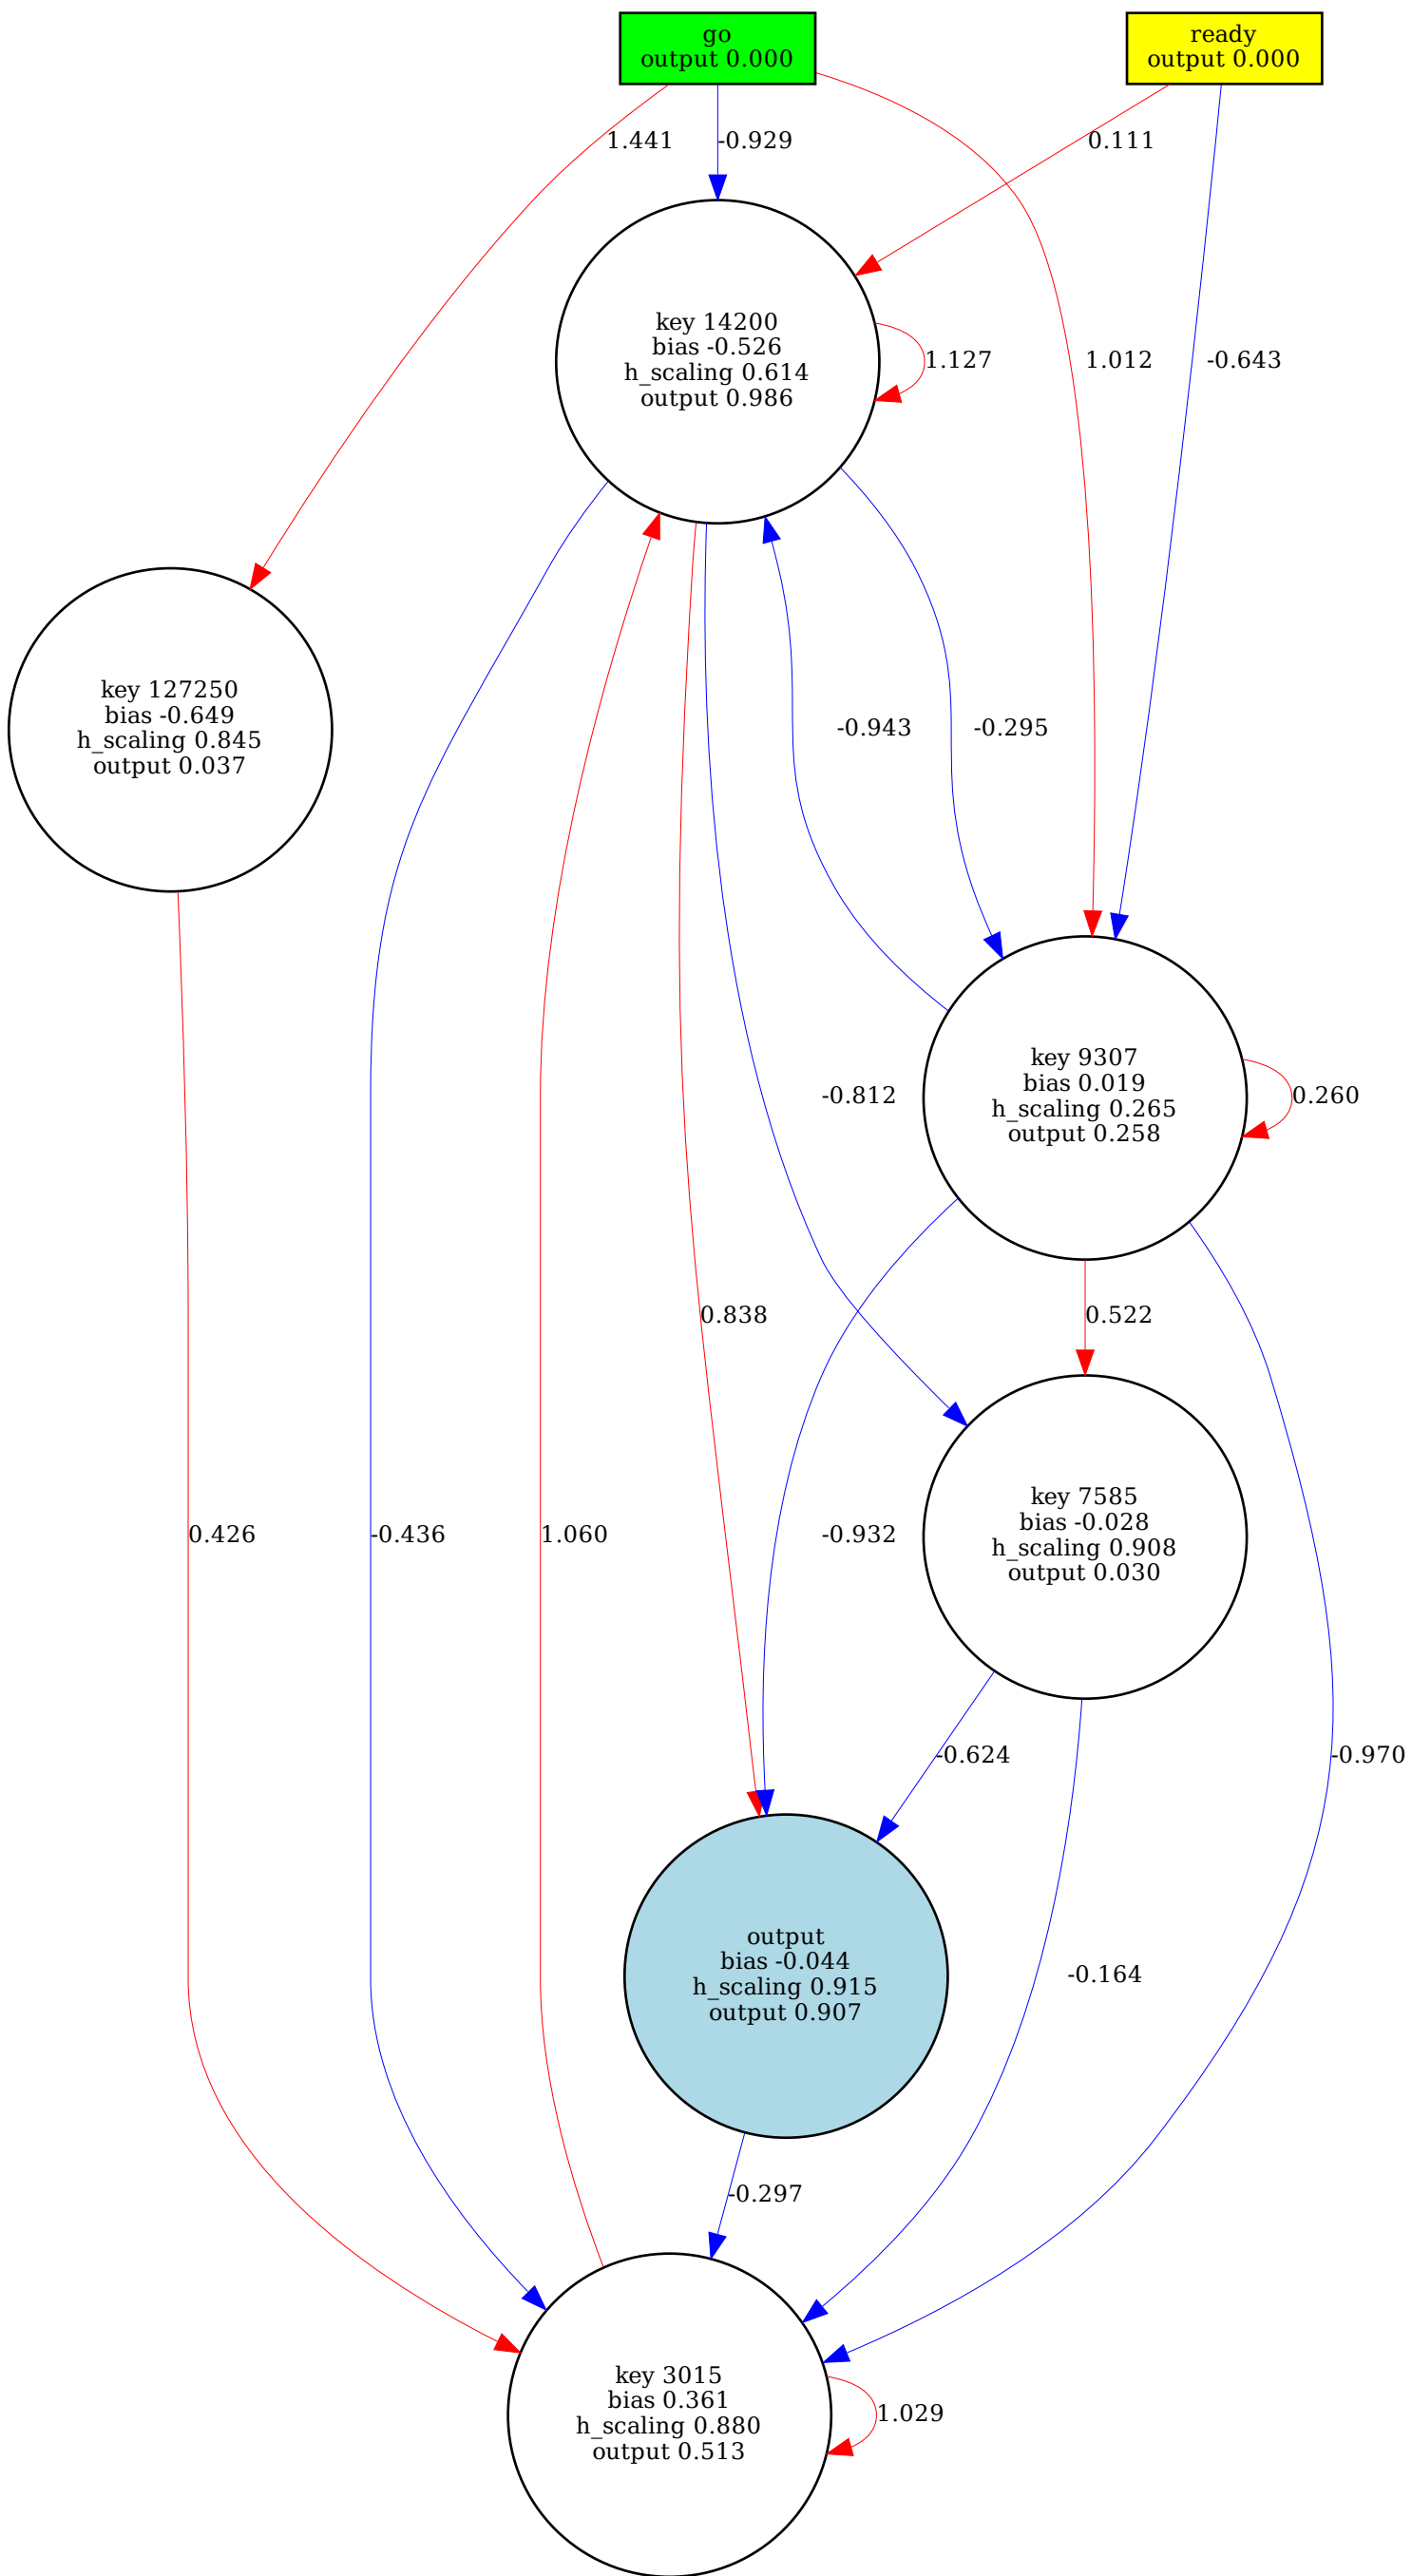 go
output 0.000
ready
output 0.000
1.441
-0.929
0.111
key 14200
bias -0.526
h_scaling 0.614
output 0.986
1.127
1.012
-0.643
key 127250
bias -0.649
h_scaling 0.845
output 0.037
-0.943
-0.295
key 9307
bias 0.019
h_scaling 0.265
output 0.258
-0.812
0.260
0.838
0.522
key 7585
bias -0.028
h_scaling 0.908
output 0.030
0.426
-0.436
1.060
-0.932
-0.624
-0.970
output
bias -0.044
h_scaling 0.915
output 0.907
-0.164
-0.297
key 3015
bias 0.361
h_scaling 0.880
output 0.513
1.029